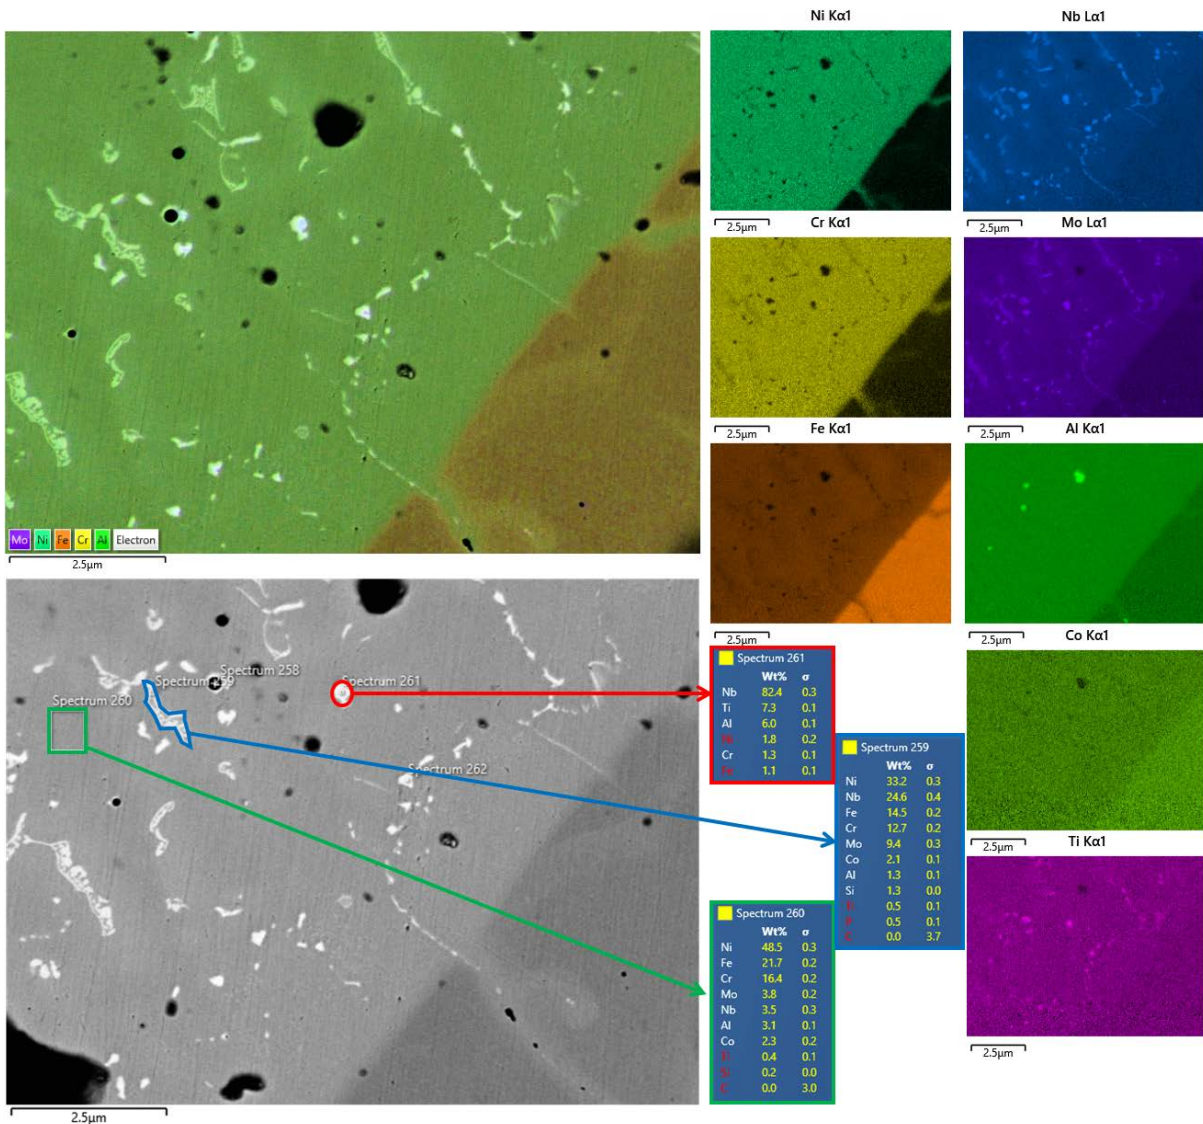 Ni Kα1
Nb Lα1
2.5μm
2.5μm
Cr Kα1
Mo Lα1
2.5μm
2.5μm
Fe Kα1
Al Kα1
Mo Ni Fe Cr Al Electron
2.5μm
2.5μm
2.5μm
Co Kα1
Spectrum 258
Spectrum 259
Spectrum 260
Spectrum 261
Spectrum 262
2.5μm
Spectrum 261
Wt% σ
Nb 82.4 0.3
Ti 7.3 0.1
Al 6.0 0.1
Ni 1.8 0.2
Cr 1.3 0.1
Fe 1.1 0.1
Spectrum 259
Wt% σ
Ni 33.2 0.3
Nb 24.6 0.4
Fe 14.5 0.2
Cr 12.7 0.2
Mo 9.4 0.3
Co 2.1 0.1
Al 1.3 0.1
Si 1.3 0.0
0.5 0.1
0.5 0.1
C 0.0 3.7
Spectrum 260
Wt% σ
Ni 48.5 0.3
Fe 21.7 0.2
Cr 16.4 0.2
Mo 3.8 0.2
Nb 3.5 0.3
Al 3.1 0.1
Co 2.3 0.2
Ti 0.4 0.1
Si 0.2 0.0
C 0.0 3.0
2.5μm
Ti Kα1
2.5μm